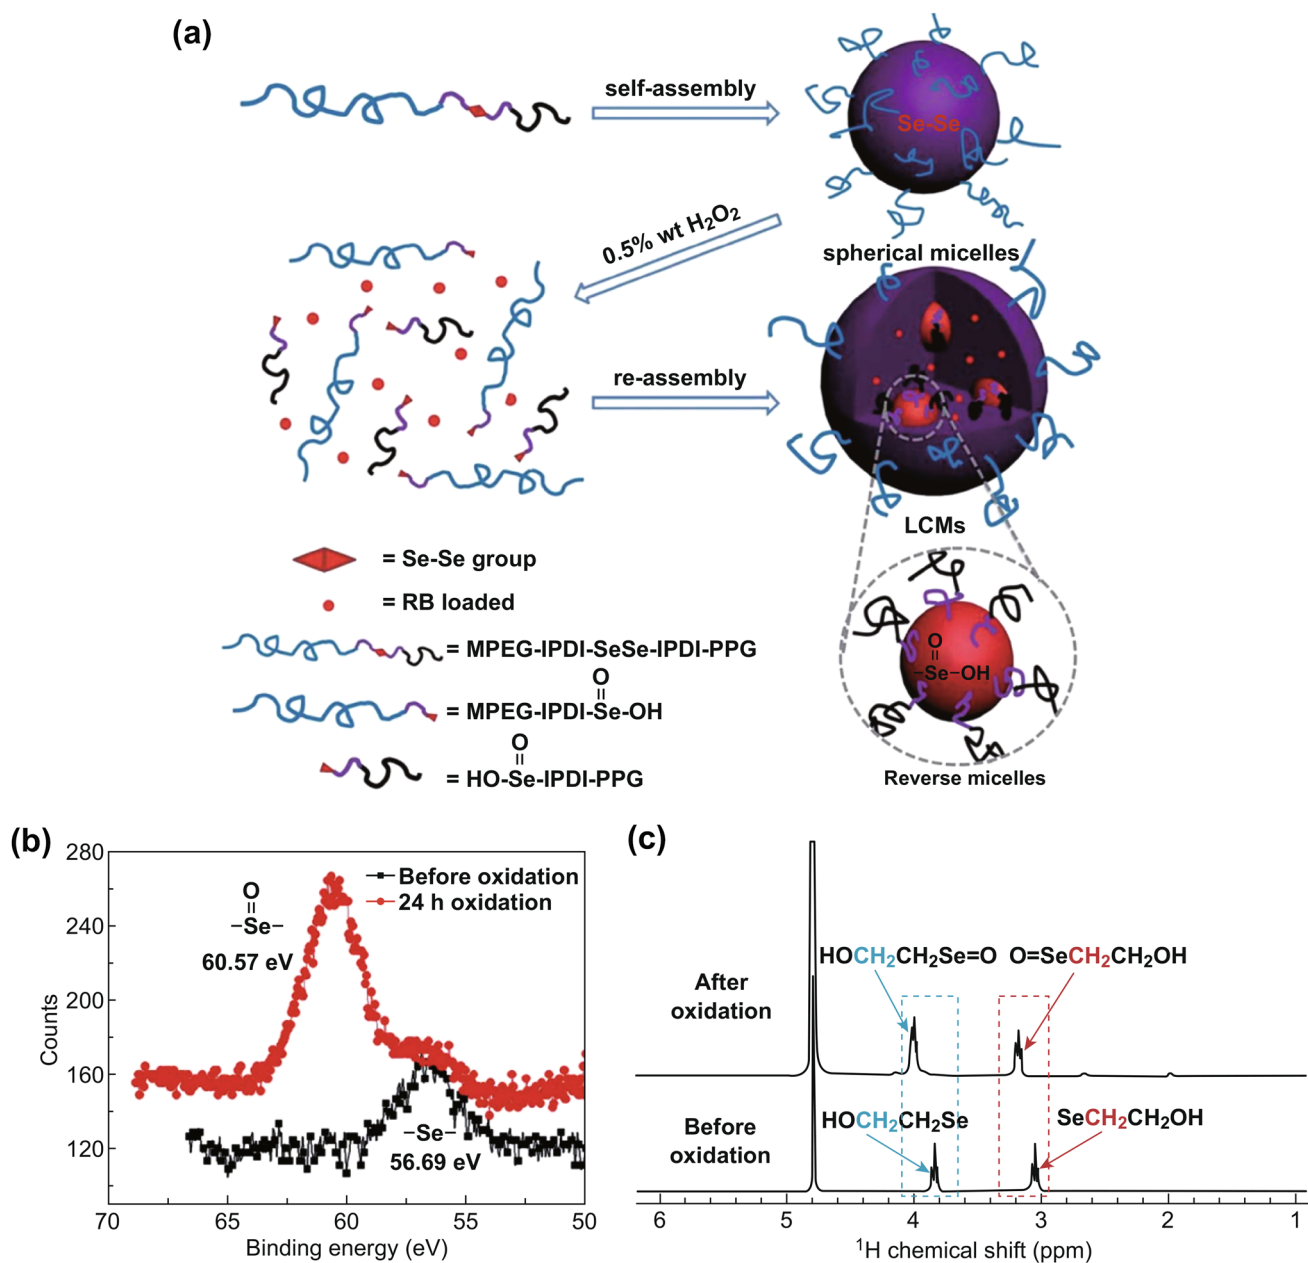 (a)
self-assembly
Se-Se
0.5% wt H₂O₂
spherical micelles
re-assembly
LCMs
= Se-Se group
= RB loaded
= MPEG-IPDI-SeSe-IPDI-PPG
O
= MPEG-IPDI-Se-OH
O
= HO-Se-IPDI-PPG
O
-Se-OH
Reverse micelles
(b)
280
240
200
160
120
Counts
Before oxidation
24 h oxidation
O
-Se-
60.57 eV
-Se-
56.69 eV
70 65 60 55 50
Binding energy (eV)
(c)
HOCH₂CH₂Se=O O=SeCH₂CH₂OH
After
oxidation
HOCH₂CH₂Se SeCH₂CH₂OH
Before
oxidation
6 5 4 3 2 1
¹H chemical shift (ppm)